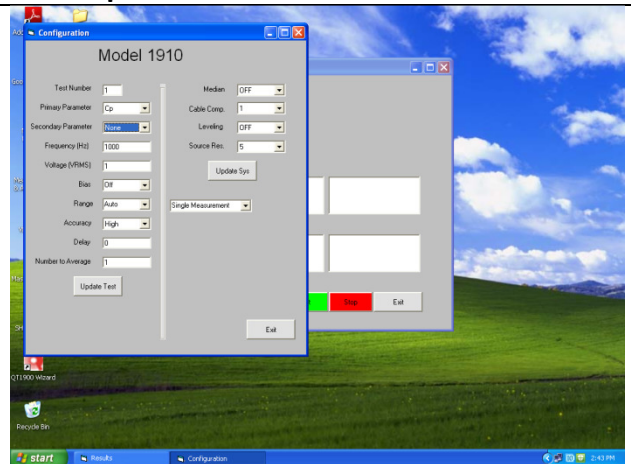 Configuration
Model 1910
Test Number 1
Primary Parameter Cp
Secondary Parameter None
Frequency (Hz) 1000
Voltage (VRMS) 1
Bias Off
Range Auto
Accuracy High
Delay 0
Number to Average 1
Update Test
Median OFF
Cable Comp. 1
Leveling OFF
Source Res. 5
Update Sys
Single Measurement
Exit
Stop
Exit
QT1900 Wizard
Recycle Bin
start
Results
Configuration
2:43 PM